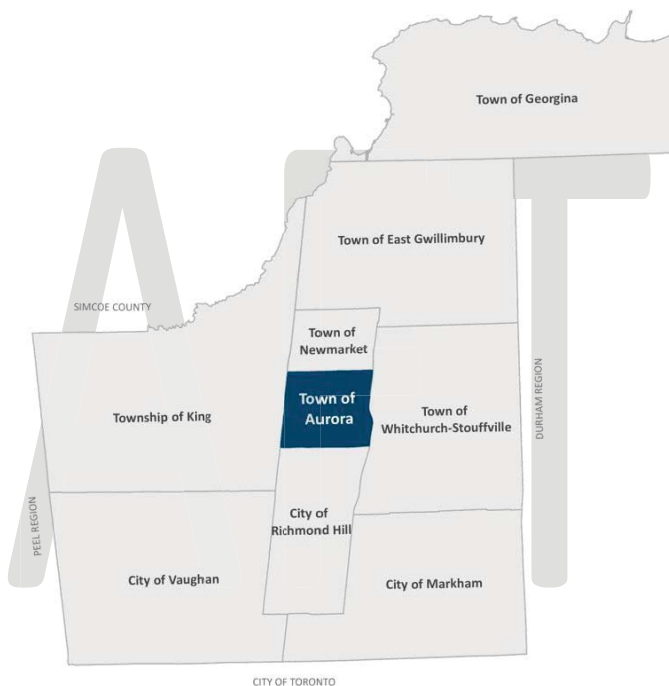 Town of Georgina
Town of East Gwillimbury
SIMCOE COUNTY
Town of
Newmarket
Town of
Aurora
Township of King
Town of
Whitchurch-Stouffville
DURHAM REGION
City of
Richmond Hill
PEEL REGION
City of Vaughan
City of Markham
CITY OF TORONTO